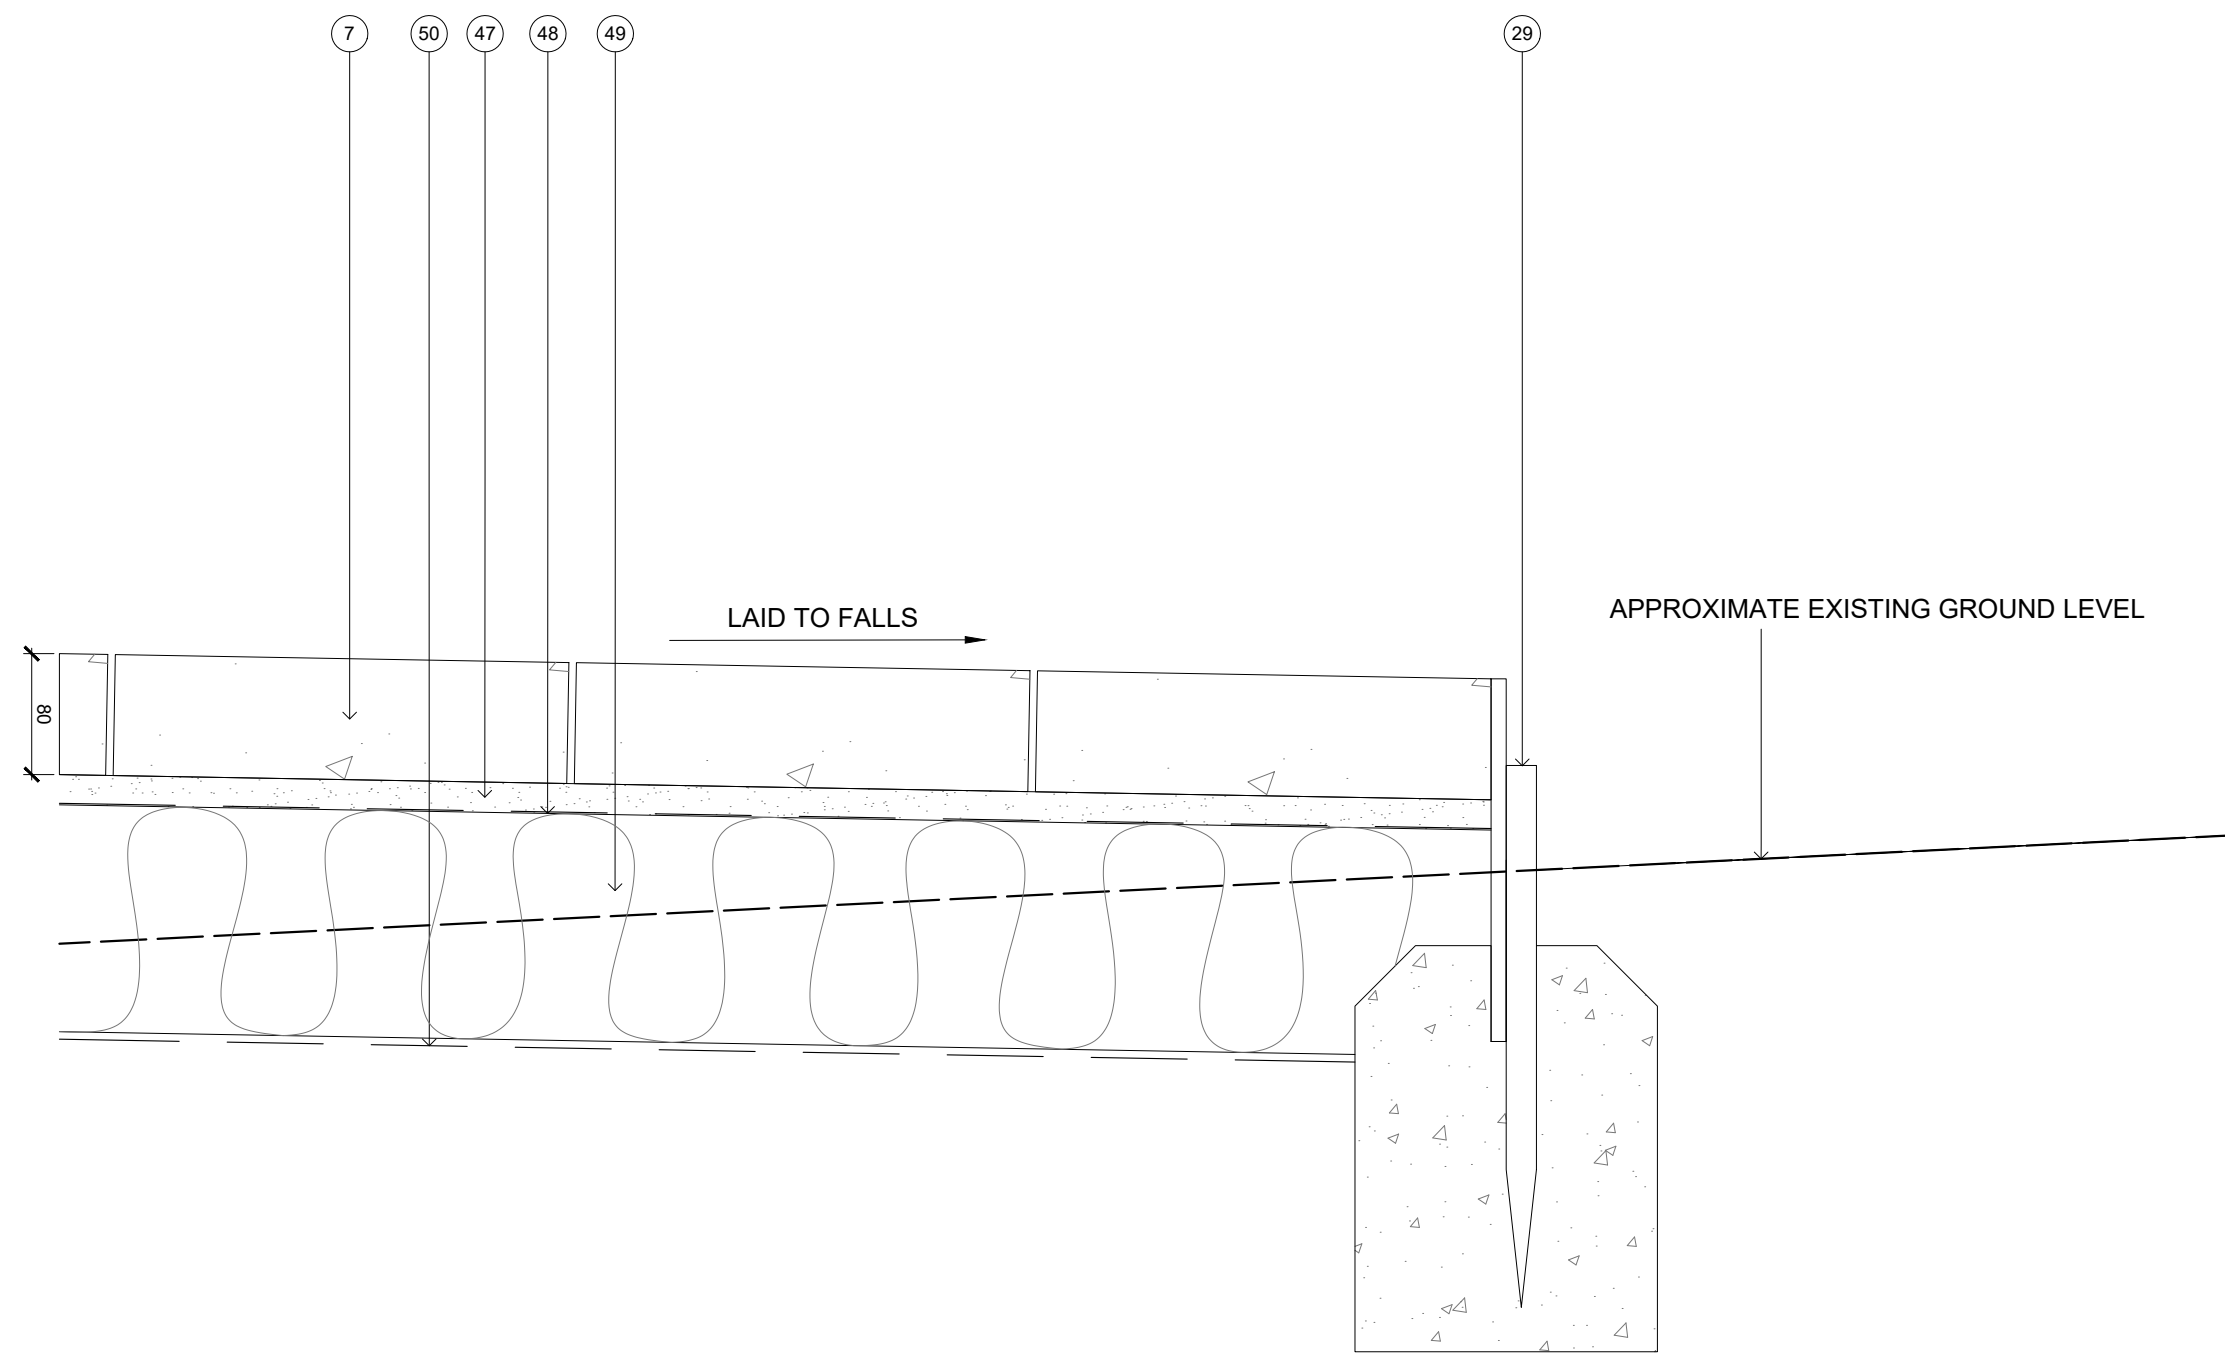 7 50 47 48 49 29
APPROXIMATE EXISTING GROUND LEVEL
LAID TO FALLS
80